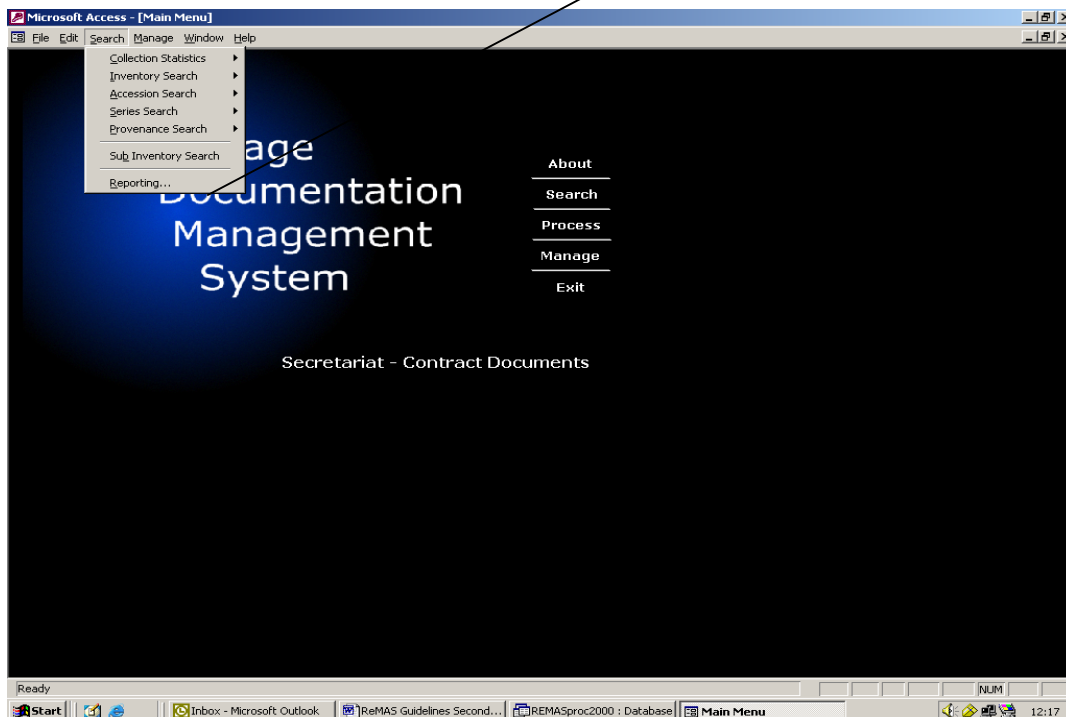 Microsoft Access - [Main Menu]
File Edit Search Manage Window Help
Collection Statistics
Inventory Search
Accession Search
Series Search
Provenance Search
Sub Inventory Search
Reporting...
age
Documentation
Management
System
About
Search
Process
Manage
Exit
Secretariat - Contract Documents
Ready
NUM
Start
Inbox - Microsoft Outlook
ReMAS Guidelines Second...
REMASproc2000 : Database
Main Menu
12:17